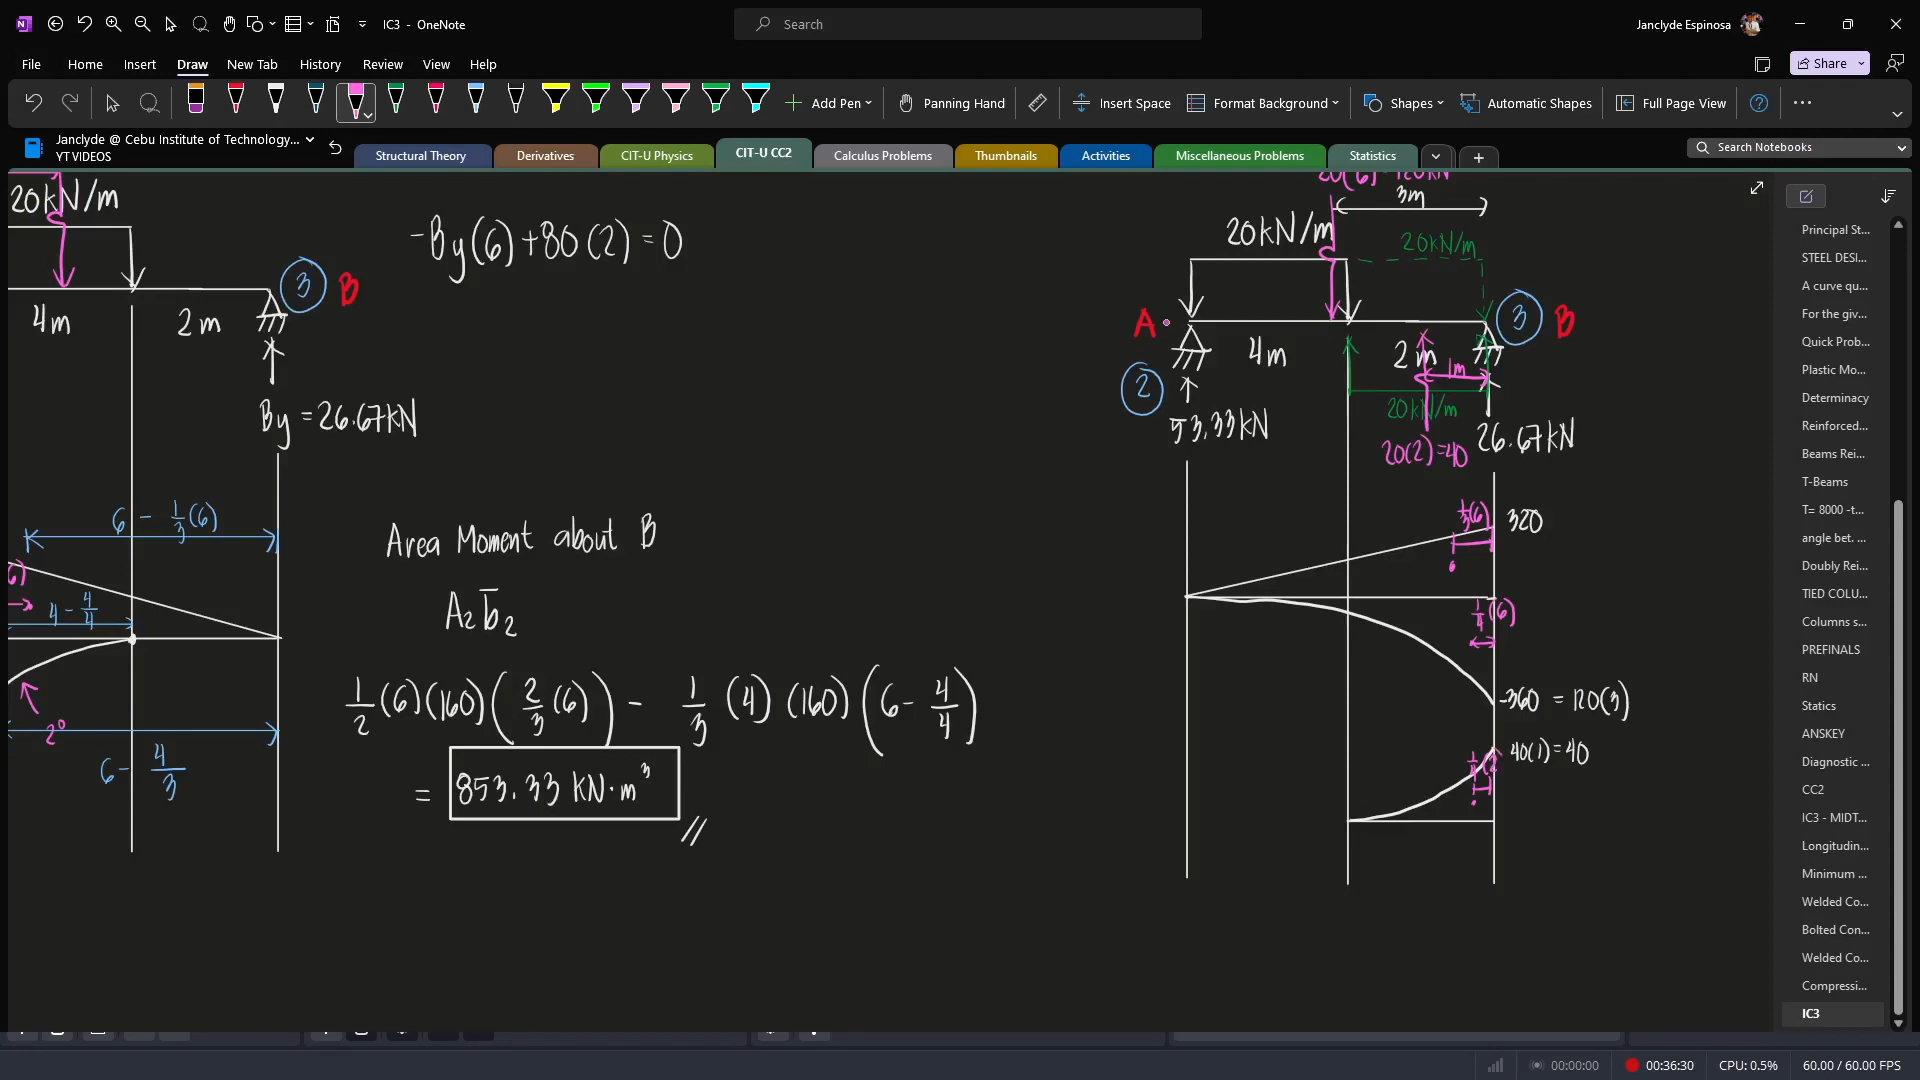 IC3 - OneNote
Search
Janclyde Espinosa
File Home Insert Draw New Tab History Review View Help
Share
Add Pen
Panning Hand
Insert Space
Format Background
Shapes
Automatic Shapes
Full Page View
Janclyde @ Cebu Institute of Technology...
YT VIDEOS
Structural Theory
Derivatives
CIT-U Physics
CIT-U CC2
Calculus Problems
Thumbnails
Activities
Miscellaneous Problems
Statistics
Search Notebooks
20kN/m
4m
2m
3
B
By = 26.67kN
6 - 1/3(6)
4 - 4/4
2°
6 - 4/3
-By(6)+80(2)=0
Area Moment about B
A₂ b̅₂
1/2 (6)(160)(2/3 (6)) - 1/3 (4)(160)(6 - 4/4)
= 853.33 kN·m³
3m
20kN/m
20kN/m
A
3
B
4m
2m
1m
2
53.33kN
20kN/m
20(2)=40
26.67kN
1/3(6)
320
1/4(6)
-360 = 120(3)
40(1)=40
Principal St...
STEEL DESI...
A curve qu...
For the giv...
Quick Prob...
Plastic Mo...
Determinacy
Reinforced...
Beams Rei...
T-Beams
T= 8000 -t...
angle bet. ...
Doubly Rei...
TIED COLU...
Columns s...
PREFINALS
RN
Statics
ANSKEY
Diagnostic ...
CC2
IC3 - MIDT...
Longitudin...
Minimum ...
Welded Co...
Bolted Con...
Welded Co...
Compressi...
IC3
00:00:00
00:36:30
CPU: 0.5%
60.00 / 60.00 FPS